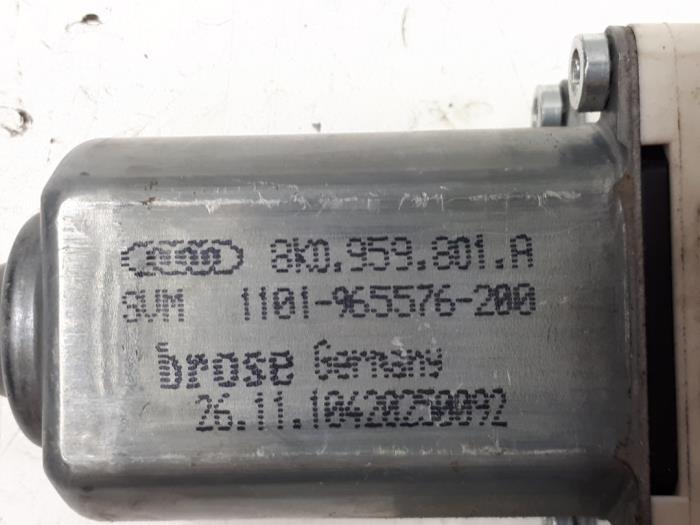 8K0.959.801.A
SVM 1101-965576-200
brose Germany
26.11.10420250092